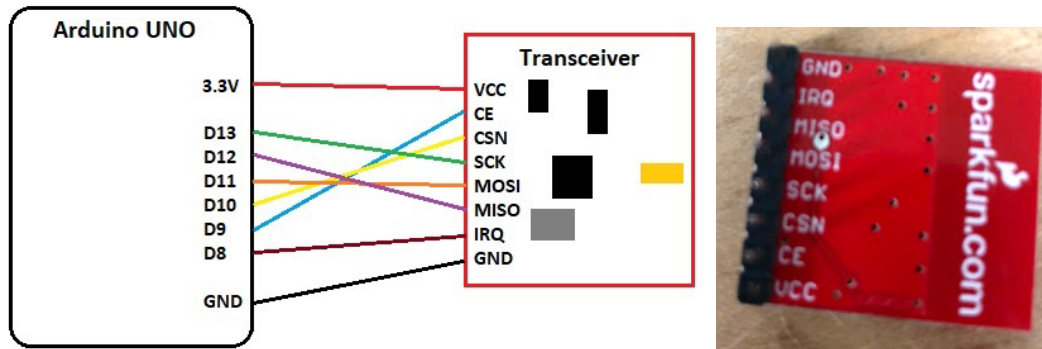 Arduino UNO
3.3V
D13
D12
D11
D10
D9
D8
GND
Transceiver
VCC
CE
CSN
SCK
MOSI
MISO
IRQ
GND
GND
IRQ
MISO
MOSI
SCK
CSN
CE
VCC
sparkfun.com